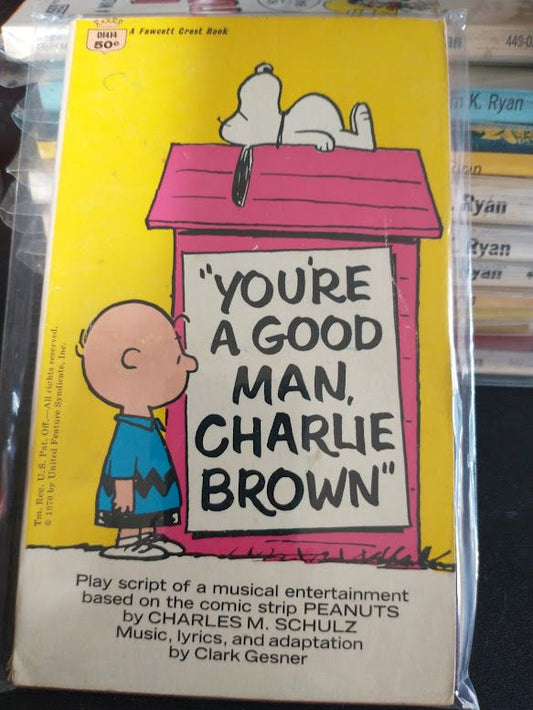 D1414
50¢
A Fawcett Crest Book
"YOU'RE
A GOOD
MAN,
CHARLIE
BROWN"
Tm. Reg. U.S. Pat. Off.—All rights reserved.
© 1970 by United Feature Syndicate, Inc.
Play script of a musical entertainment
based on the comic strip PEANUTS
by CHARLES M. SCHULZ
Music, lyrics, and adaptation
by Clark Gesner
K. Ryan
Ryan
Ryan